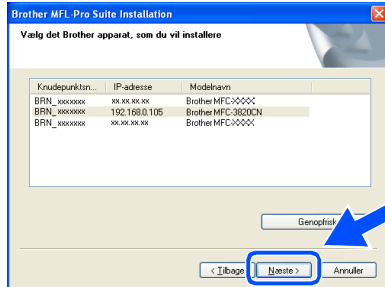 Brother MFL-Pro Suite Installation
Vælg det Brother apparat, som du vil installere
Knudepunktsn... IP-adresse Modelnavn
BRN_xxxxxxx xx.xx.xx.xx Brother MFC-XXXX
BRN_xxxxxxx 192.168.0.105 Brother MFC-3820CN
BRN_xxxxxxx xx.xx.xx.xx Brother MFC-XXXX
Genopfrisk
< Tilbage Næste > Annuller